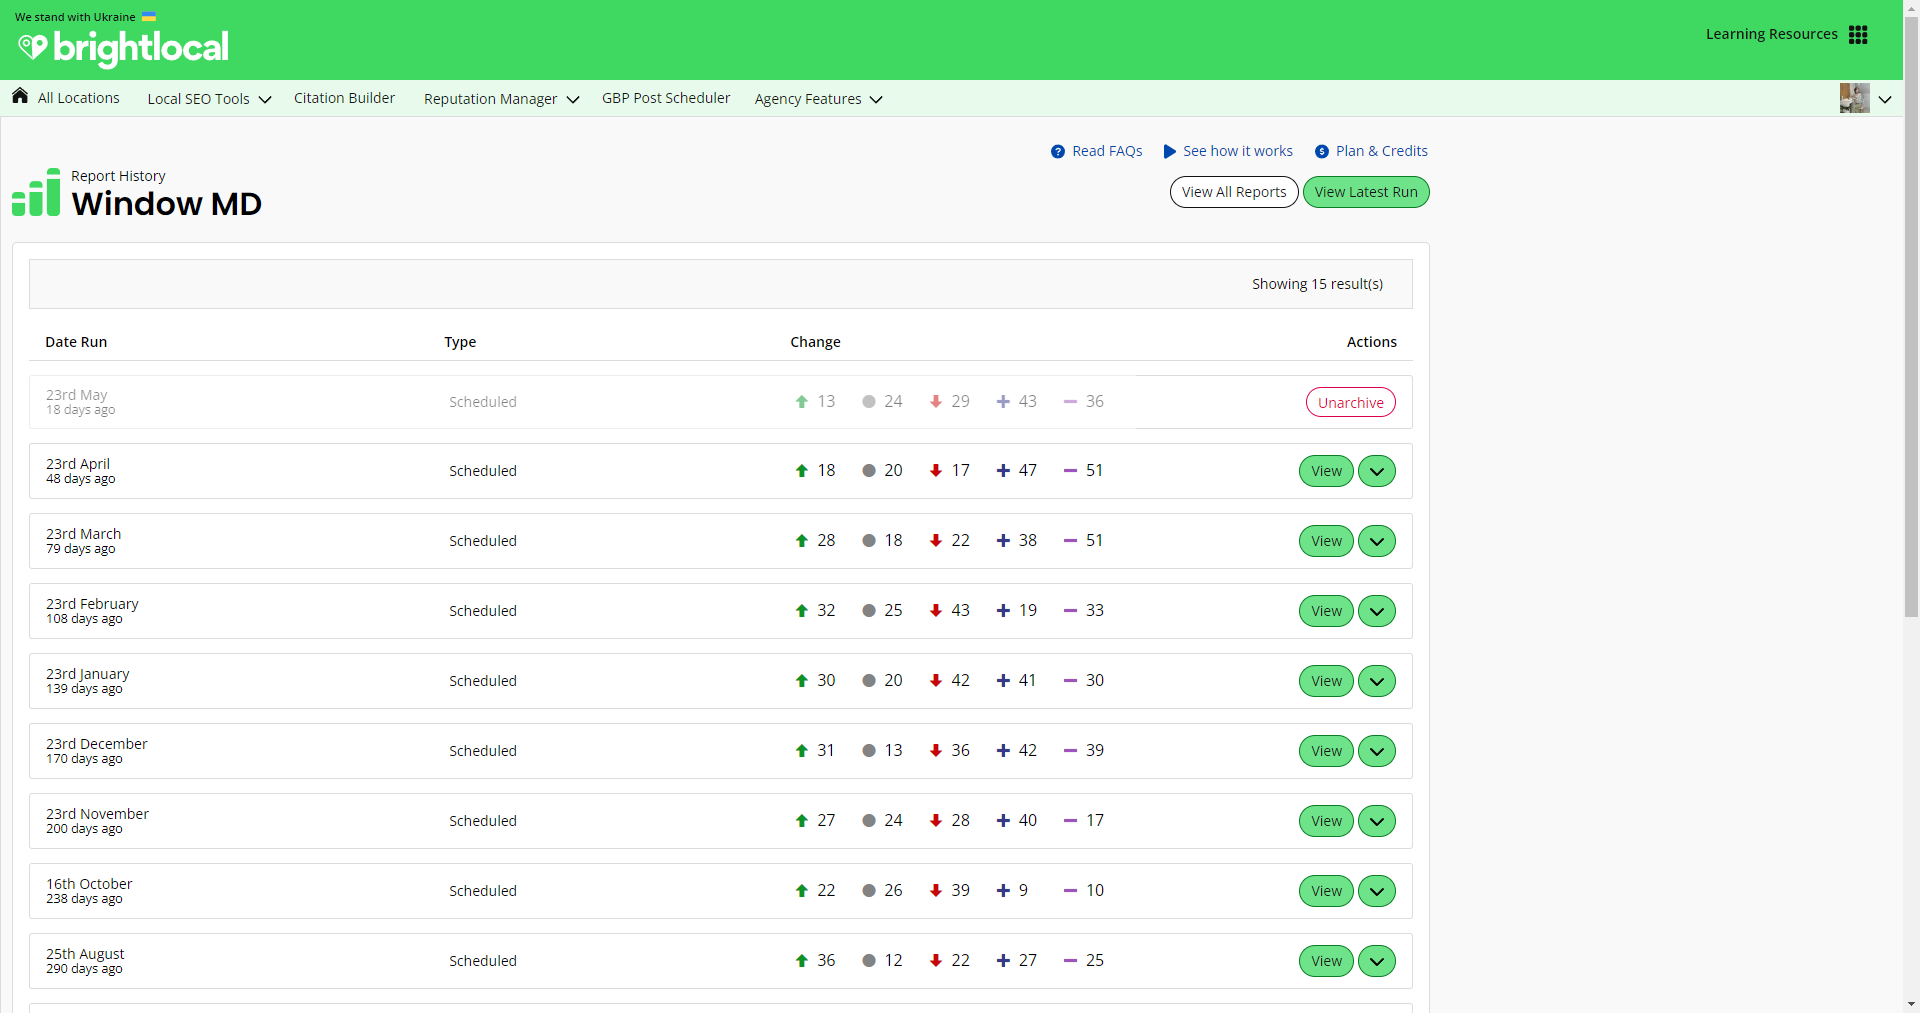 We stand with Ukraine
brightlocal
Learning Resources
All Locations Local SEO Tools Citation Builder Reputation Manager GBP Post Scheduler Agency Features
Read FAQs See how it works Plan & Credits
Report History
Window MD
View All Reports View Latest Run
Showing 15 result(s)
Date Run Type Change Actions
23rd May
18 days ago
Scheduled 13 24 29 43 36 Unarchive
23rd April
48 days ago
Scheduled 18 20 17 47 51 View
23rd March
79 days ago
Scheduled 28 18 22 38 51 View
23rd February
108 days ago
Scheduled 32 25 43 19 33 View
23rd January
139 days ago
Scheduled 30 20 42 41 30 View
23rd December
170 days ago
Scheduled 31 13 36 42 39 View
23rd November
200 days ago
Scheduled 27 24 28 40 17 View
16th October
238 days ago
Scheduled 22 26 39 9 10 View
25th August
290 days ago
Scheduled 36 12 22 27 25 View